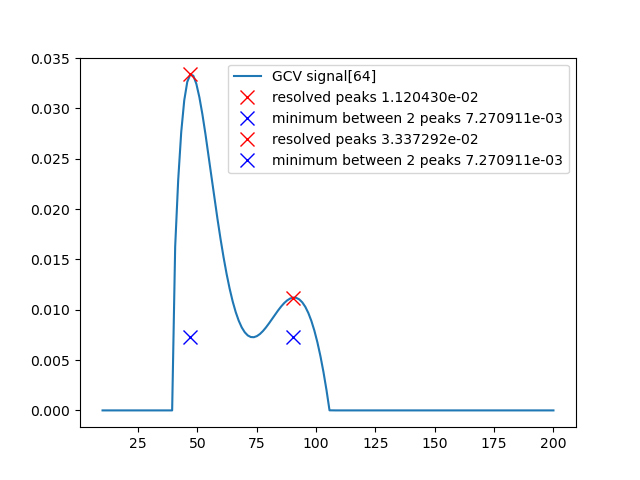 0.035
0.030
0.025
0.020
0.015
0.010
0.005
0.000
GCV signal[64]
resolved peaks 1.120430e-02
minimum between 2 peaks 7.270911e-03
resolved peaks 3.337292e-02
minimum between 2 peaks 7.270911e-03
25 50 75 100 125 150 175 200